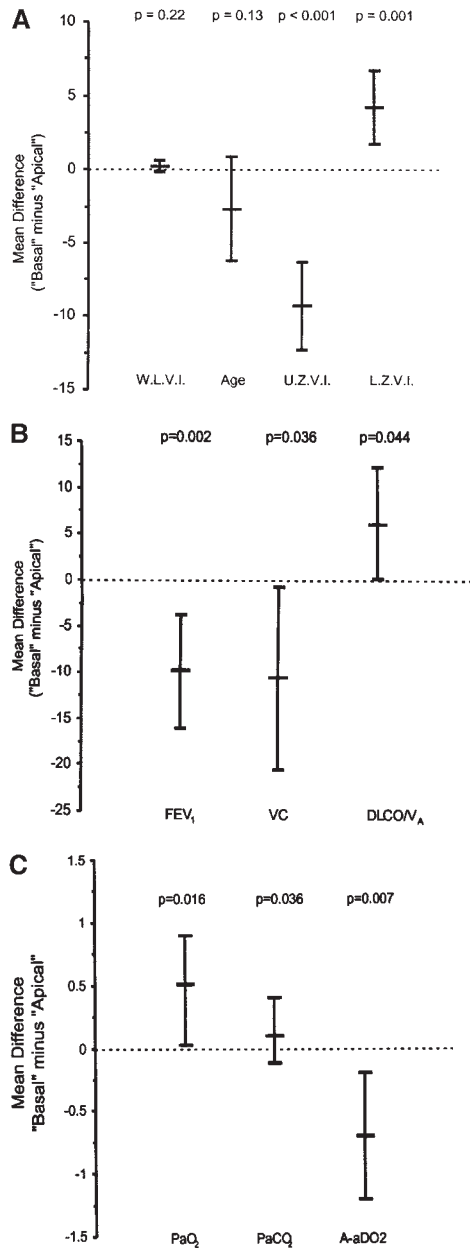 A
p = 0.22 p = 0.13 p < 0.001 p = 0.001
10
5
0
-5
-10
-15
Mean Difference
("Basal" minus "Apical")
W.L.V.I. Age U.Z.V.I. L.Z.V.I.
B
p=0.002 p=0.036 p=0.044
15
10
5
0
-5
-10
-15
-20
-25
Mean Difference
("Basal" minus "Apical")
FEV₁ VC DLCO/V_A
C
p=0.016 p=0.036 p=0.007
1.5
1
0.5
0
-0.5
-1
-1.5
Mean Difference
"Basal" minus "Apical"
PaO₂ PaCO₂ A-aDO2